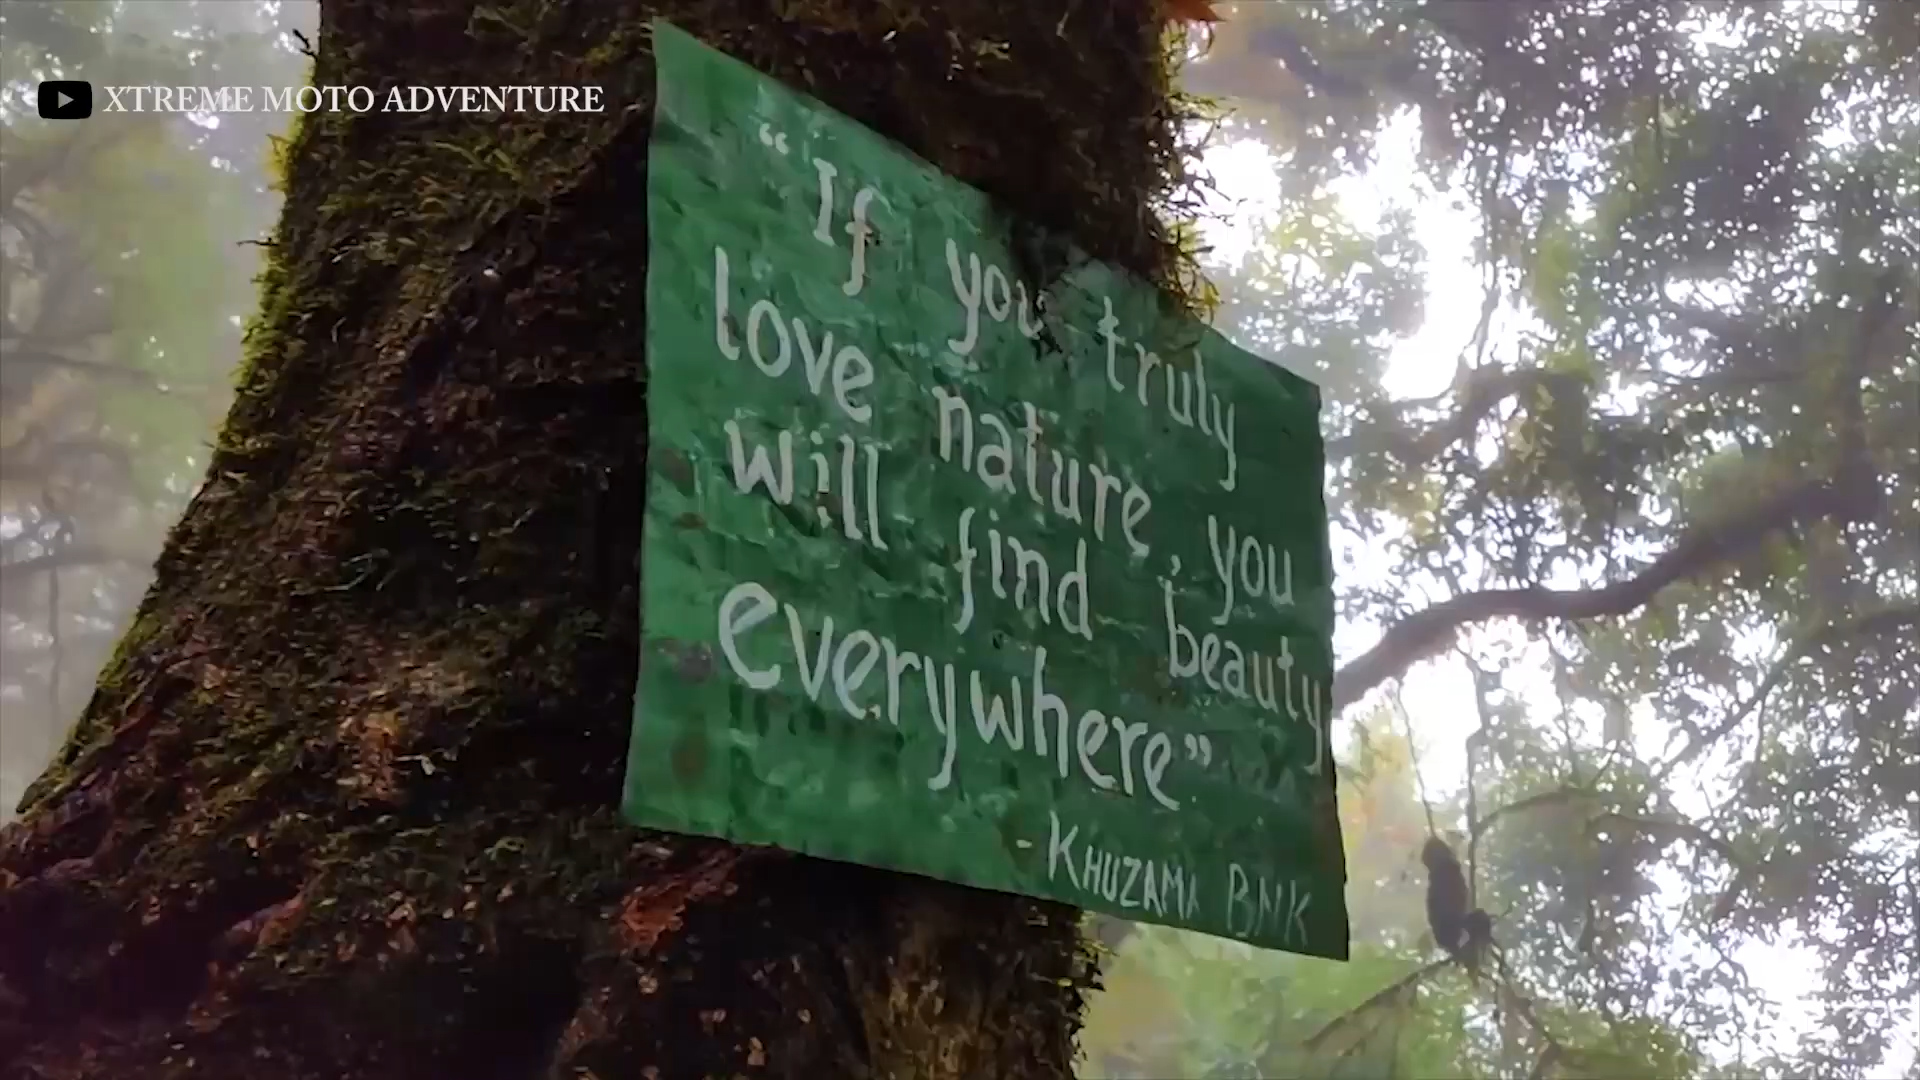 XTREME MOTO ADVENTURE
“If you truly
love nature, you
will find beauty
everywhere”
- KHUZAMA BNK